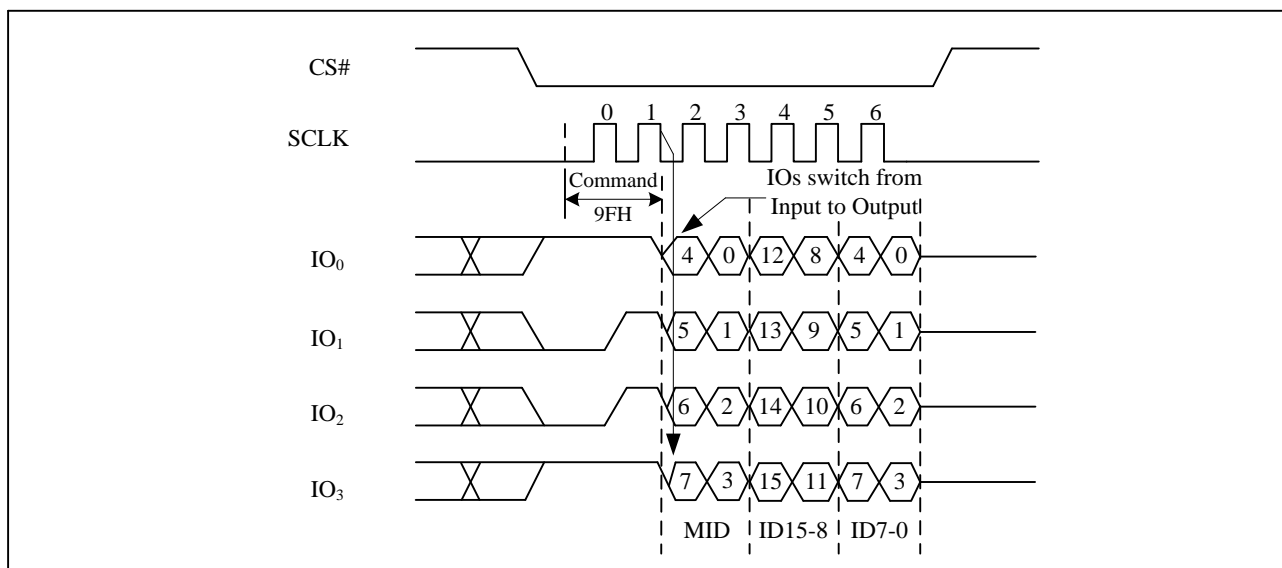 CS#
0 1 2 3 4 5 6
SCLK
Command
9FH
IOs switch from
Input to Output
IO₀
4 0 12 8 4 0
IO₁
5 1 13 9 5 1
IO₂
6 2 14 10 6 2
IO₃
7 3 15 11 7 3
MID ID15-8 ID7-0